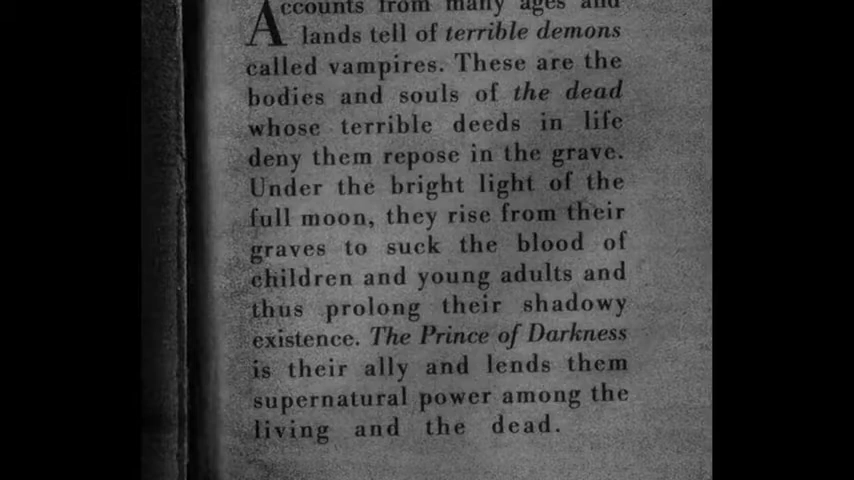 Accounts from many ages and
lands tell of terrible demons
called vampires. These are the
bodies and souls of the dead
whose terrible deeds in life
deny them repose in the grave.
Under the bright light of the
full moon, they rise from their
graves to suck the blood of
children and young adults and
thus prolong their shadowy
existence. The Prince of Darkness
is their ally and lends them
supernatural power among the
living and the dead.